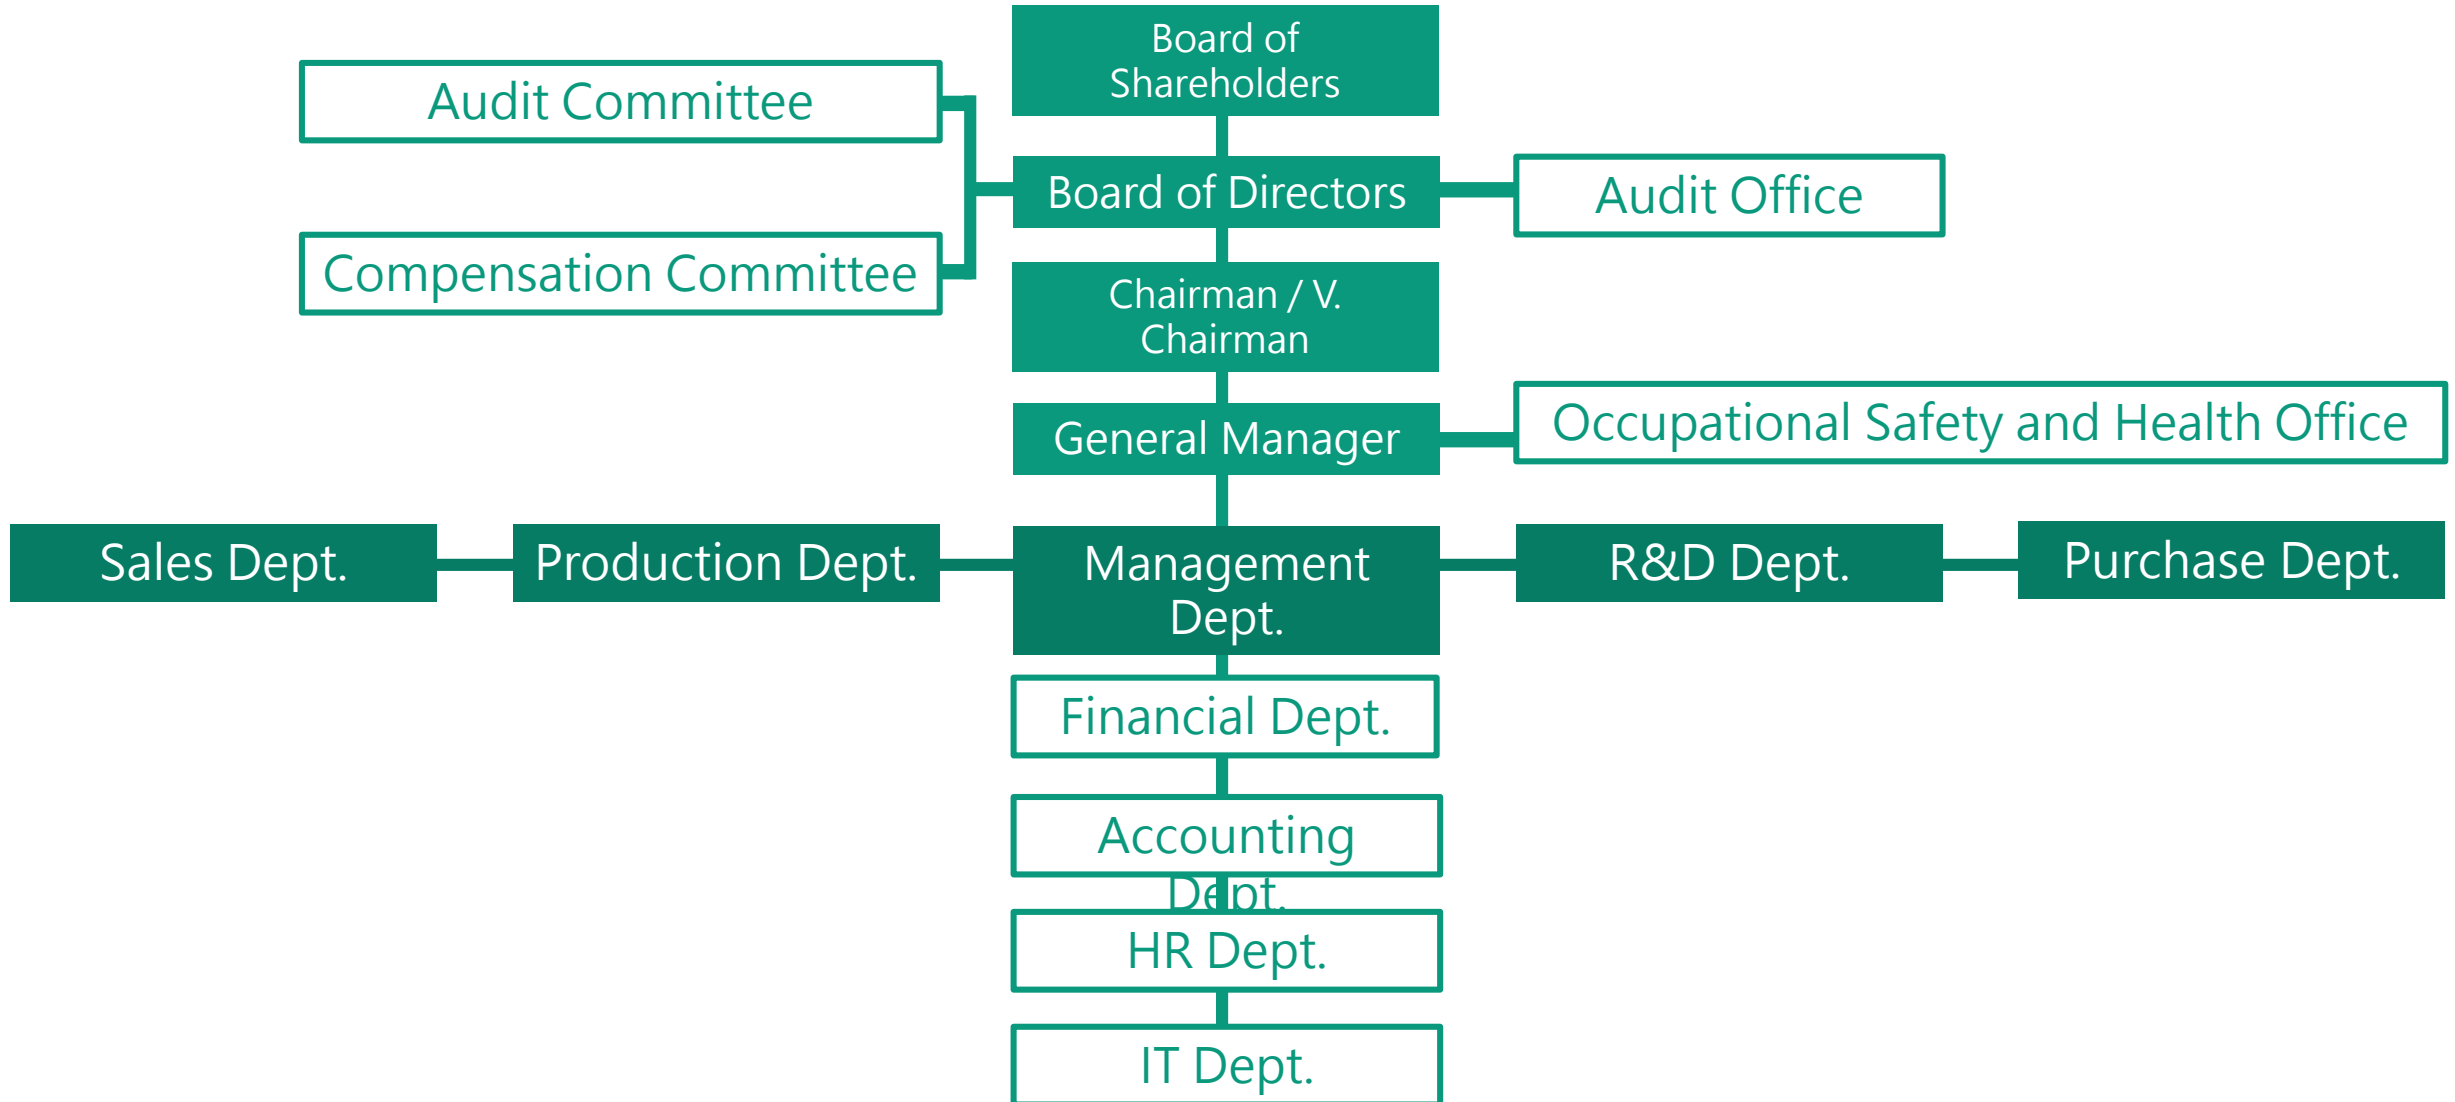 Board of
Shareholders
Audit Committee
Board of Directors
Audit Office
Compensation Committee
Chairman / V.
Chairman
General Manager
Occupational Safety and Health Office
Sales Dept.
Production Dept.
Management
Dept.
R&D Dept.
Purchase Dept.
Financial Dept.
Accounting
Dept.
HR Dept.
IT Dept.